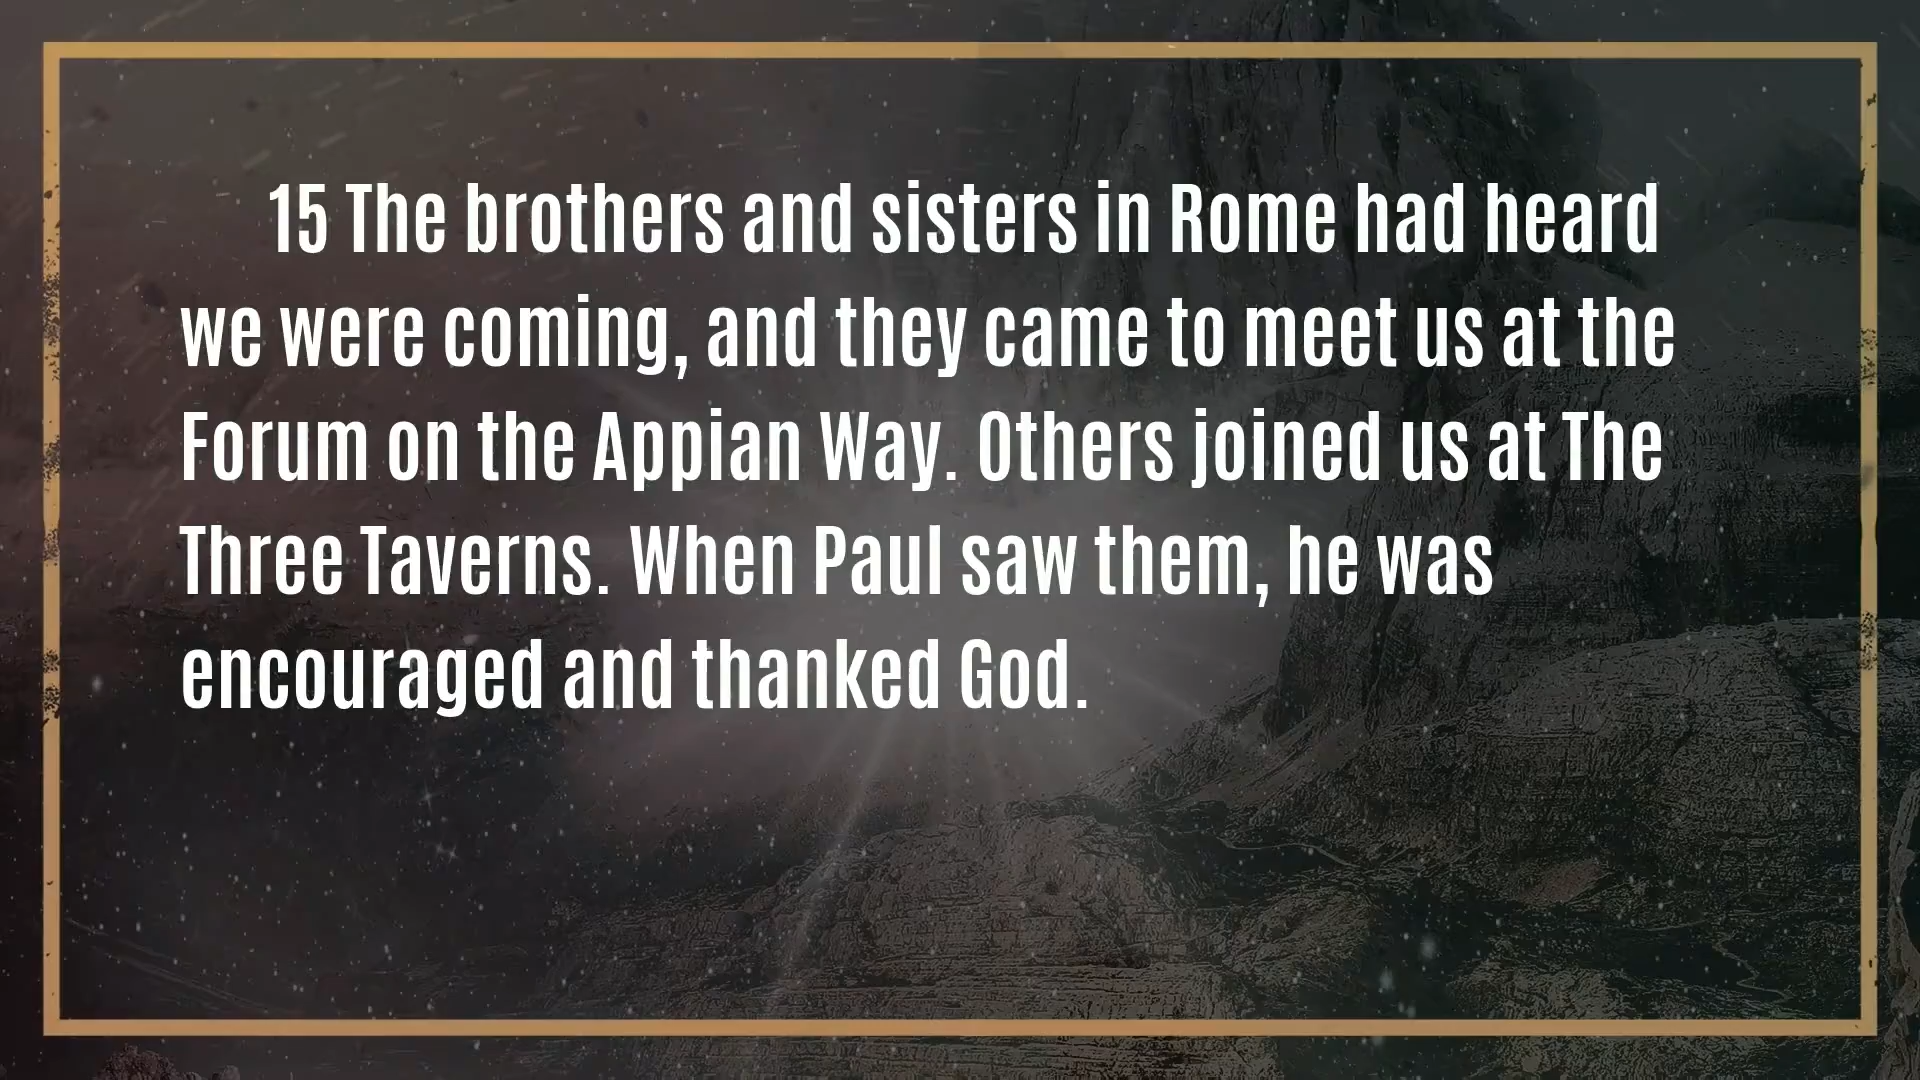 15 The brothers and sisters in Rome had heard
we were coming, and they came to meet us at the
Forum on the Appian Way. Others joined us at The
Three Taverns. When Paul saw them, he was
encouraged and thanked God.